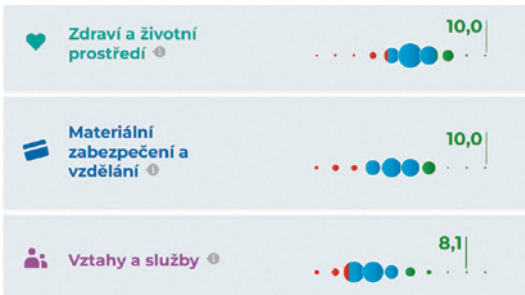 Zdraví a životní
prostředí
10,0
Materiální
zabezpečení a
vzdělání
10,0
Vztahy a služby
8,1